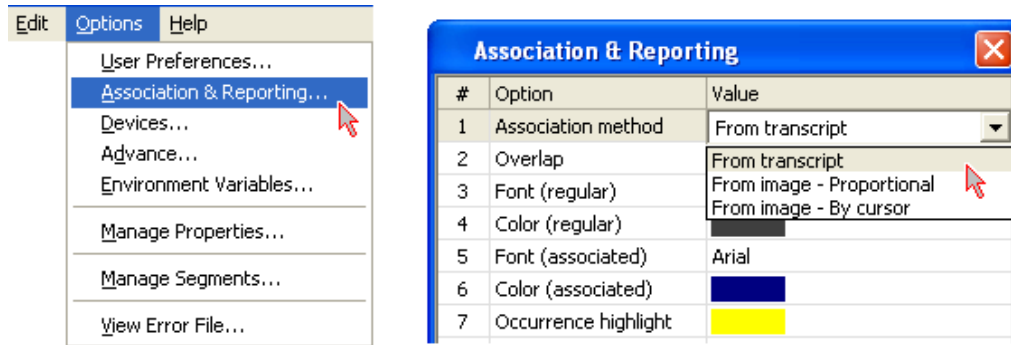 Edit Options Help
User Preferences...
Association & Reporting...
Devices...
Advance...
Environment Variables...
Manage Properties...
Manage Segments...
View Error File...
Association & Reporting
# Option Value
1 Association method From transcript
2 Overlap From transcript
From image - Proportional
3 Font (regular)
From image - By cursor
4 Color (regular)
5 Font (associated) Arial
6 Color (associated)
7 Occurrence highlight